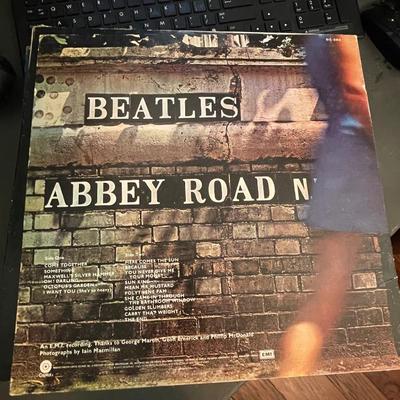 BEATLES
ABBEY ROAD N
Side One
COME TOGETHER
SOMETHING
MAXWELL'S SILVER HAMMER
OH! DARLING
OCTOPUS'S GARDEN
I WANT YOU (She's so heavy)
HERE COMES THE SUN
BECAUSE
YOU NEVER GIVE ME
YOUR MONEY
SUN KING
MEAN MR MUSTARD
POLYTHENE PAM
SHE CAME IN THROUGH
THE BATHROOM WINDOW
GOLDEN SLUMBERS
CARRY THAT WEIGHT
THE END
An E.M.I. recording. Thanks to George Martin, Geoff Emerick and Phillip McDonald
Photographs by Iain Macmillan
EMI